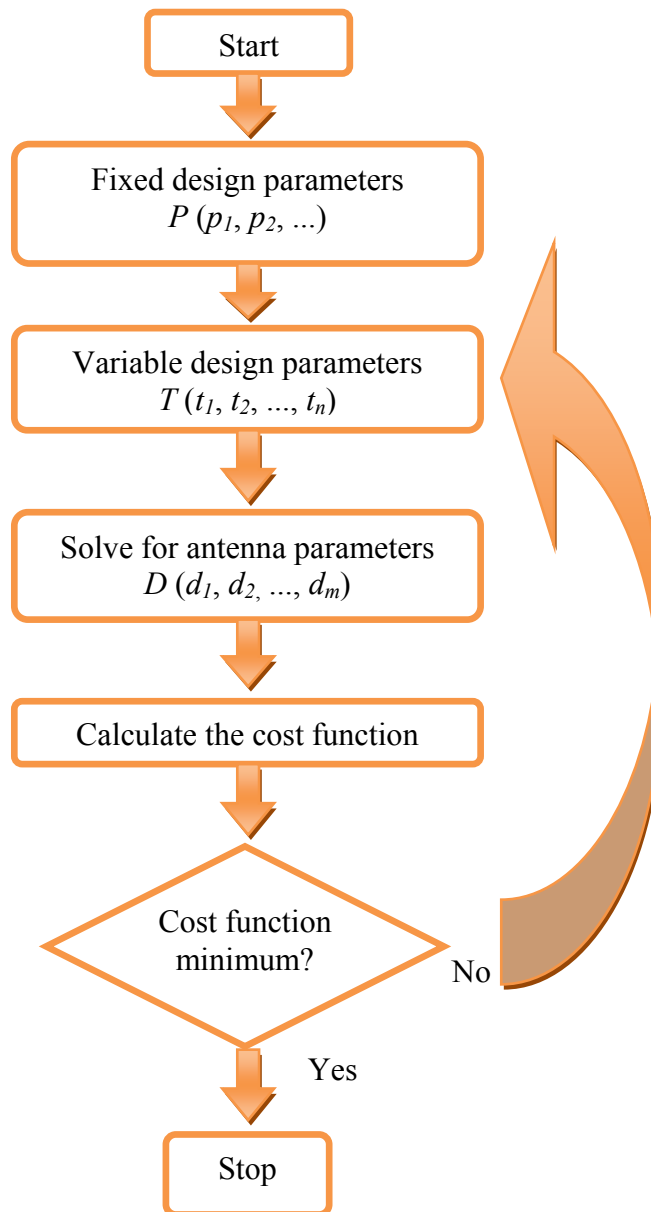 Start
Fixed design parameters
P (p1, p2, ...)
Variable design parameters
T (t1, t2, ..., tn)
Solve for antenna parameters
D (d1, d2, ..., dm)
Calculate the cost function
Cost function
minimum?
No
Yes
Stop